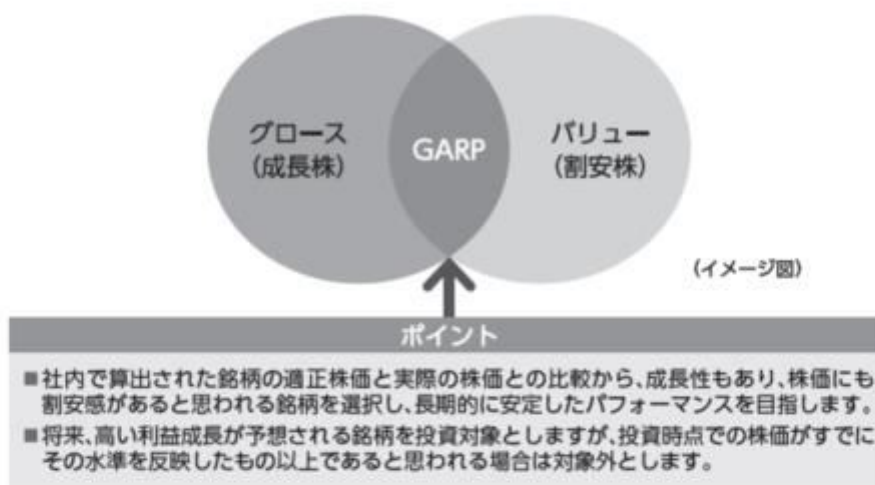 グロース
(成長株)
GARP
バリュー
(割安株)
(イメージ図)
ポイント
■社内で算出された銘柄の適正株価と実際の株価との比較から、成長性もあり、株価にも
割安感があると思われる銘柄を選択し、長期的に安定したパフォーマンスを目指します。
■将来、高い利益成長が予想される銘柄を投資対象としますが、投資時点での株価がすでに
その水準を反映したもの以上であると思われる場合は対象外とします。